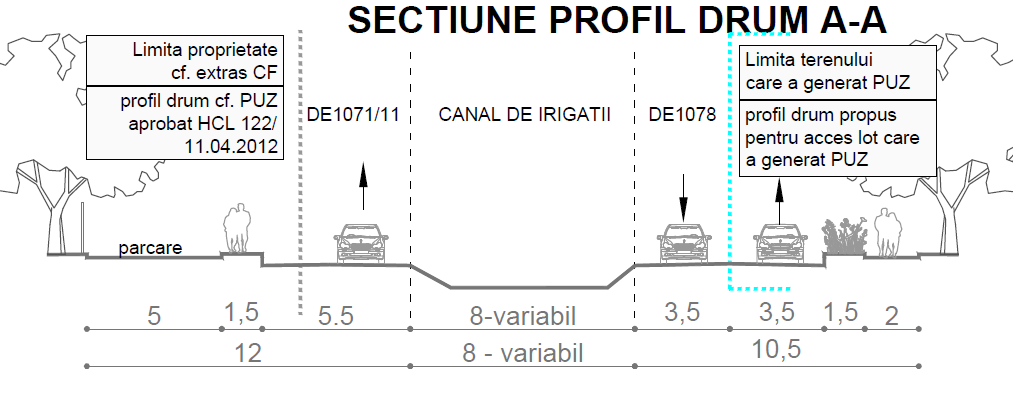 SECTIUNE PROFIL DRUM A-A
Limita proprietate
cf. extras CF
profil drum cf. PUZ
aprobat HCL 122/
11.04.2012
DE1071/11
CANAL DE IRIGATII
DE1078
Limita terenului
care a generat PUZ
profil drum propus
pentru acces lot care
a generat PUZ
parcare
5 1,5 5.5 8-variabil 3,5 3,5 1,5 2
12 8 - variabil 10,5